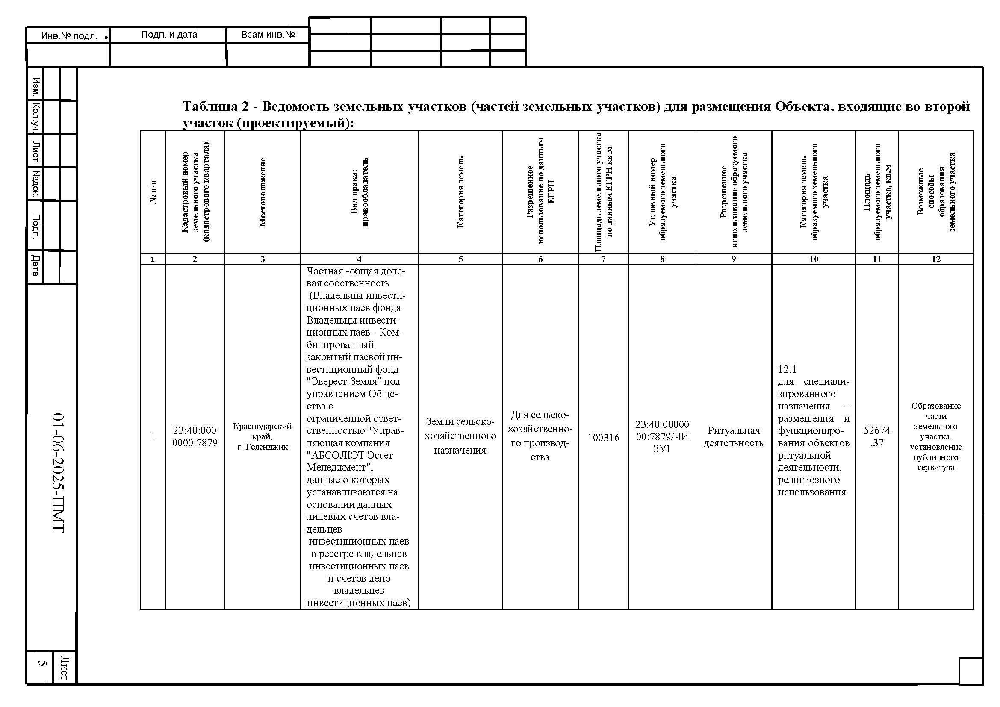 Инв.№ подл.
Подп. и дата
Взам.инв.№
Изм.
Кол.уч
Лист
№док.
Подп.
Дата
01-06-2025-ПМТ
Лист
5
Таблица 2 - Ведомость земельных участков (частей земельных участков) для размещения Объекта, входящие во второй
участок (проектируемый):
№ п/п
Кадастровый номер
земельного участка
(кадастрового квартала)
Местоположение
Вид права:
правообладатель
Категория земель
Разрешенное
использование по данным
ЕГРН
Площадь земельного участка
по данным ЕГРН кв.м
Условный номер
образуемого земельного
участка
Разрешенное
использование образуемого
земельного участка
Категория земель
образуемого земельного
участка
Площадь
образуемого земельного
участка, кв.м
Возможные
способы
образования
земельного участка
1 2 3 4 5 6 7 8 9 10 11 12
1
23:40:000
0000:7879
Краснодарский
край,
г. Геленджик
Частная -общая доле-
вая собственность
(Владельцы инвести-
ционных паев фонда
Владельцы инвести-
ционных паев - Ком-
бинированный
закрытый паевой ин-
вестиционный фонд
"Эверест Земля" под
управлением Обще-
ства с
ограниченной ответ-
ственностью "Управ-
ляющая компания
"АБСОЛЮТ Эссет
Менеджмент",
данные о которых
устанавливаются на
основании данных
лицевых счетов вла-
дельцев
инвестиционных паев
в реестре владельцев
инвестиционных паев
и счетов депо
владельцев
инвестиционных паев)
Земли сельско-
хозяйственного
назначения
Для сельско-
хозяйственно-
го производ-
ства
100316
23:40:00000
00:7879/ЧИ
ЗУ1
Ритуальная
деятельность
12.1
для специали-
зированного
назначения –
размещения и
функциониро-
вания объектов
ритуальной
деятельности,
религиозного
использования.
52674
.37
Образование
части
земельного
участка,
установление
публичного
сервитута